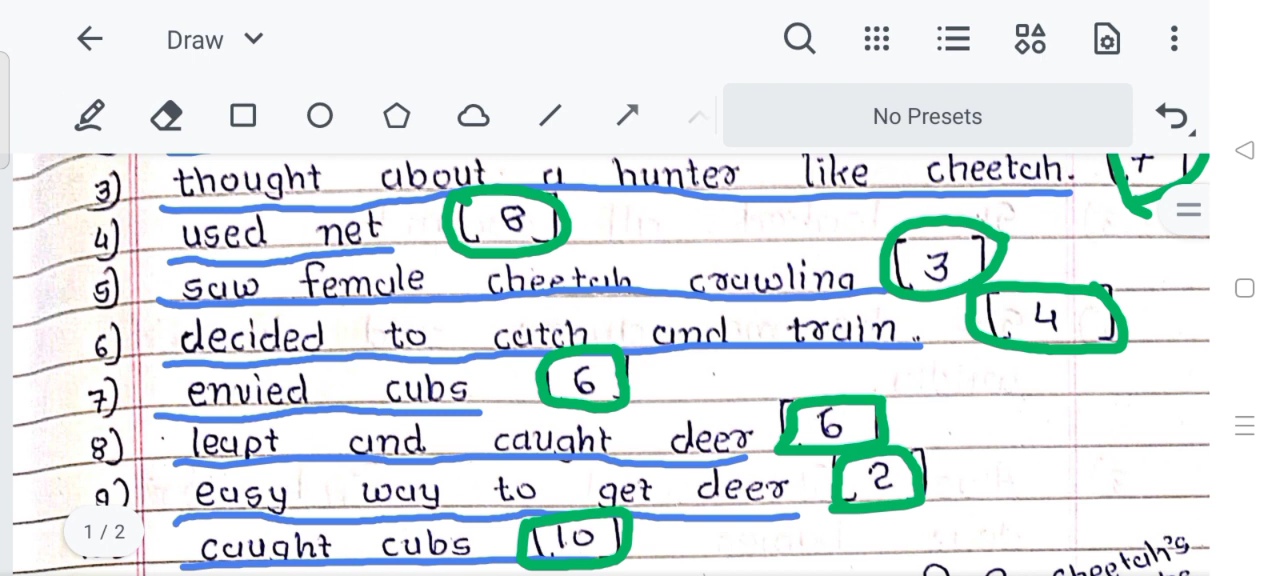 Draw
No Presets
3) thought about a hunter like cheetah.
4) used net [8]
5) saw female cheetah crawling [3]
6) decided to catch and train. [4]
7) envied cubs [6]
8) leapt and caught deer [6]
9) easy way to get deer [2]
1 / 2
caught cubs [10]
cheetah's